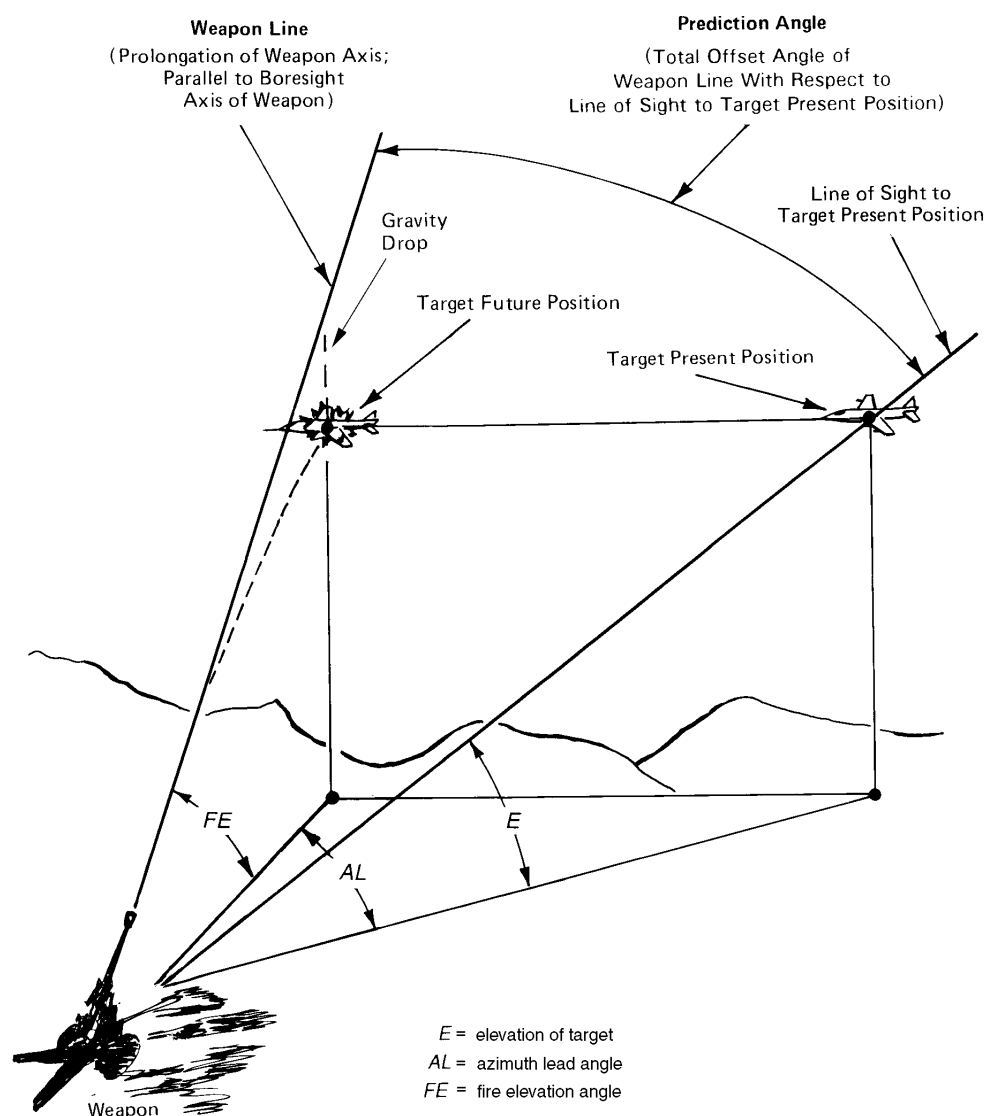 Weapon Line
(Prolongation of Weapon Axis;
Parallel to Boresight
Axis of Weapon)
Prediction Angle
(Total Offset Angle of
Weapon Line With Respect to
Line of Sight to Target Present Position)
Line of Sight to
Target Present Position
Gravity
Drop
Target Future Position
Target Present Position
FE
AL
E
Weapon
E = elevation of target
AL = azimuth lead angle
FE = fire elevation angle